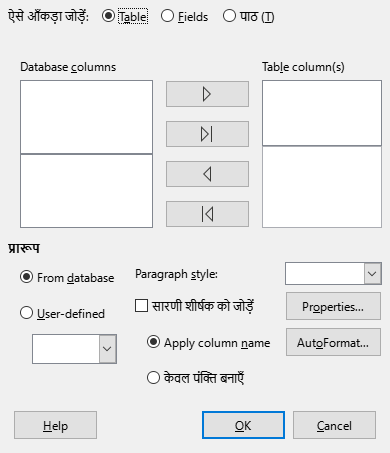 ऐसे आँकड़ा जोड़ें: Table Fields पाठ (T)
Database columns Table column(s)
प्रारूप
From database Paragraph style:
User-defined सारणी शीर्षक को जोड़ें Properties...
Apply column name AutoFormat...
केवल पंक्ति बनाएँ
Help OK Cancel